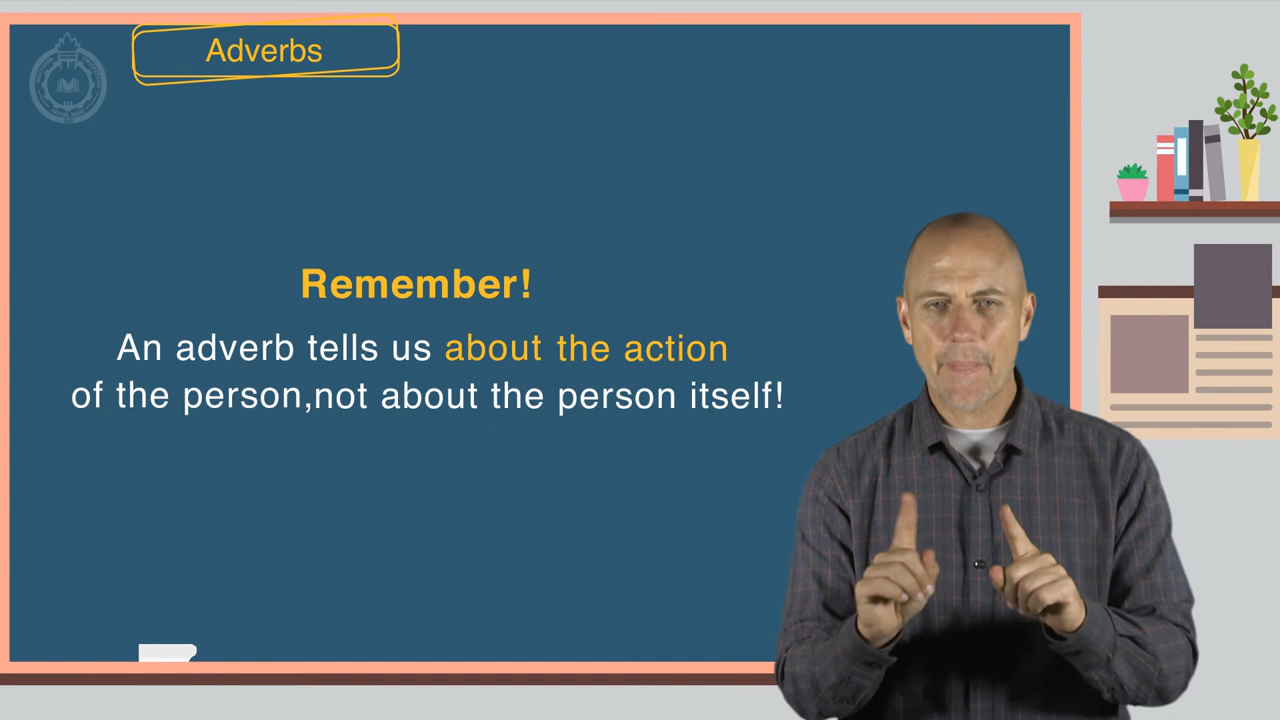 Adverbs
Remember!
An adverb tells us about the action
of the person,not about the person itself!